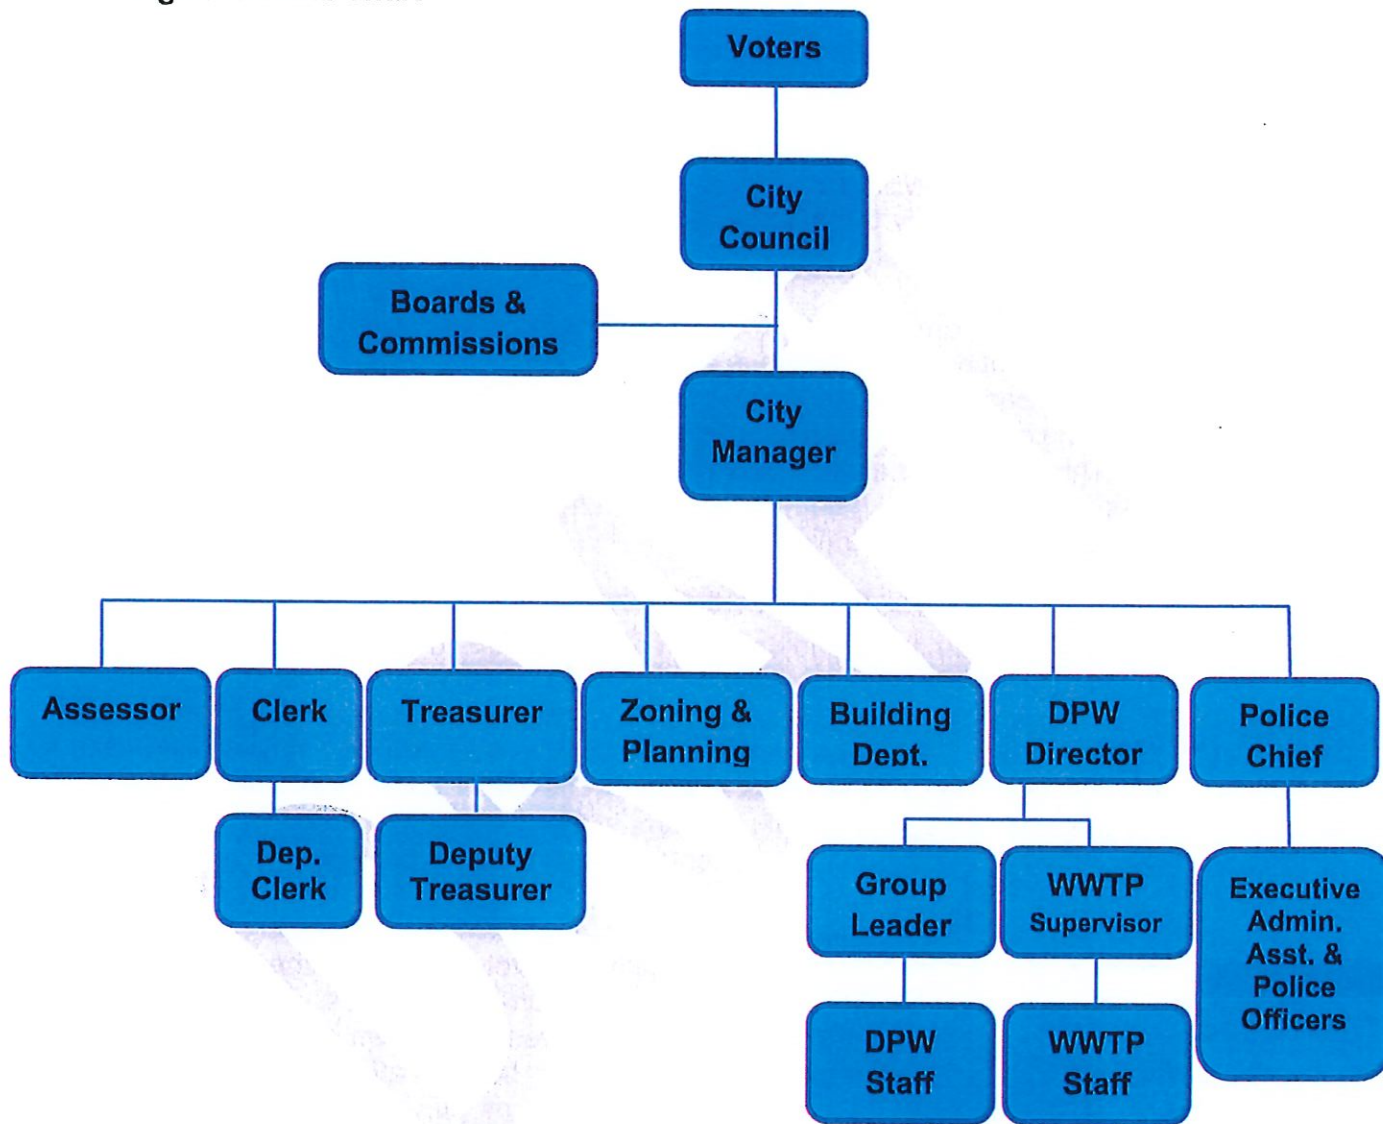 Voters
City
Council
Boards &
Commissions
City
Manager
Assessor
Clerk
Treasurer
Zoning &
Planning
Building
Dept.
DPW
Director
Police
Chief
Dep.
Clerk
Deputy
Treasurer
Group
Leader
WWTP
Supervisor
Executive
Admin.
Asst. &
Police
Officers
DPW
Staff
WWTP
Staff